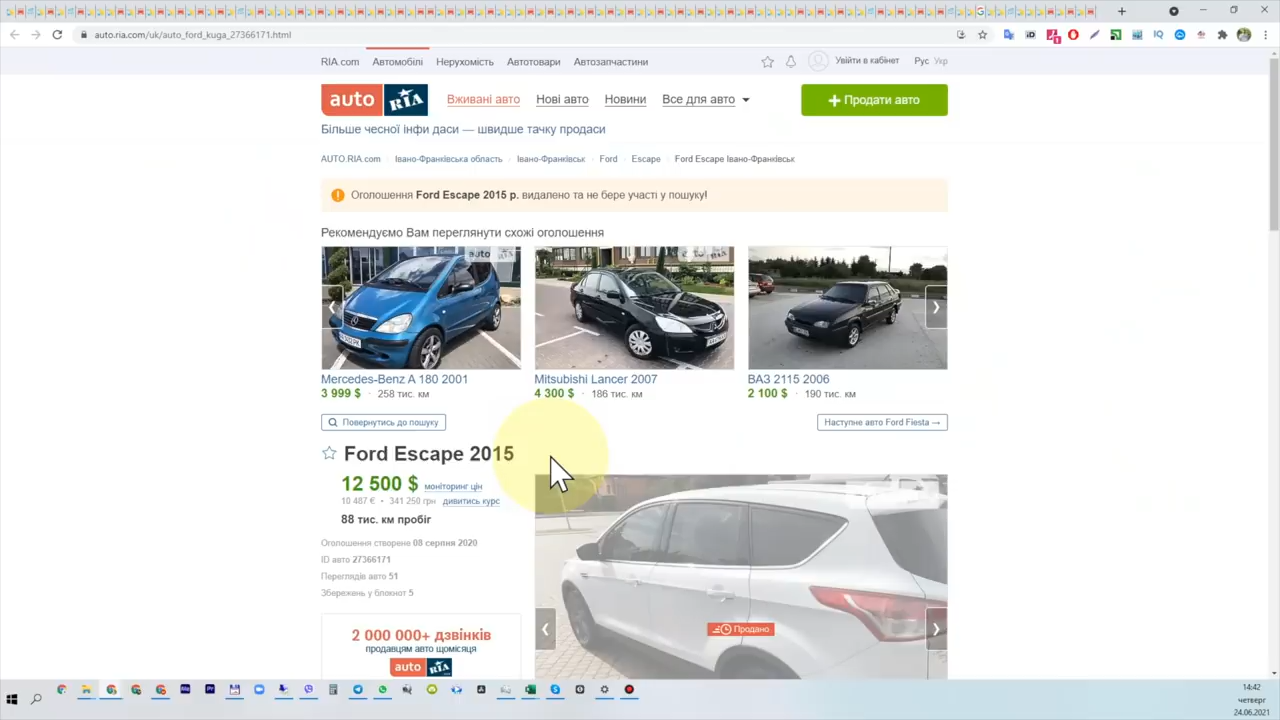 auto.ria.com/uk/auto_ford_kuga_27366171.html
RIA.com Автомобілі Нерухомість Автотовари Автозапчастини Увійти в кабінет Рус Укр
auto RIA Вживані авто Нові авто Новини Все для авто Продати авто
Більше чесної інфи даси — швидше тачку продаси
AUTO.RIA.com Івано-Франківська область Івано-Франківськ Ford Escape Ford Escape Івано-Франківськ
Оголошення Ford Escape 2015 р. видалено та не бере участі у пошуку!
Рекомендуємо Вам переглянути схожі оголошення
Mercedes-Benz A 180 2001 Mitsubishi Lancer 2007 ВАЗ 2115 2006
3 999 $ · 258 тис. км 4 300 $ · 186 тис. км 2 100 $ · 190 тис. км
Повернутись до пошуку Наступне авто Ford Fiesta →
Ford Escape 2015
12 500 $ моніторинг цін
10 487 € • 341 250 грн дивитись курс
88 тис. км пробіг
Оголошення створене 08 серпня 2020
ID авто 27366171
Переглядів авто 51
Збережень у блокнот 5
Продано
2 000 000+ дзвінків
продавцям авто щомісяця
auto RIA
14:42
четверг
24.06.2021